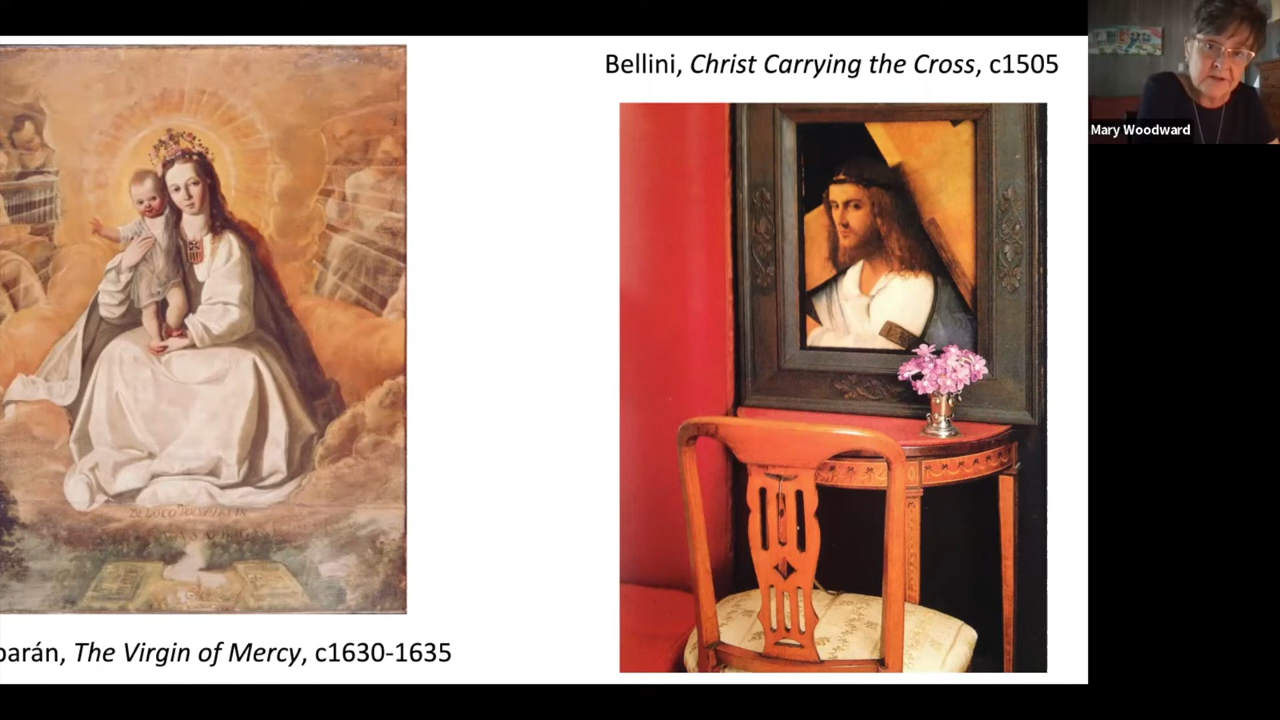 Bellini, Christ Carrying the Cross, c1505
Mary Woodward
barán, The Virgin of Mercy, c1630-1635